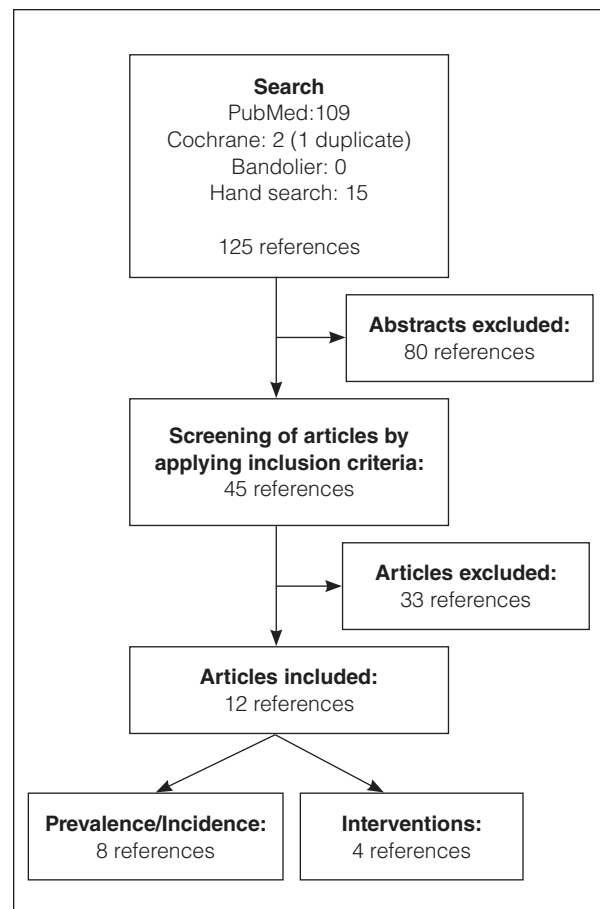 Search
PubMed:109
Cochrane: 2 (1 duplicate)
Bandolier: 0
Hand search: 15
125 references
Abstracts excluded:
80 references
Screening of articles by
applying inclusion criteria:
45 references
Articles excluded:
33 references
Articles included:
12 references
Prevalence/Incidence:
8 references
Interventions:
4 references